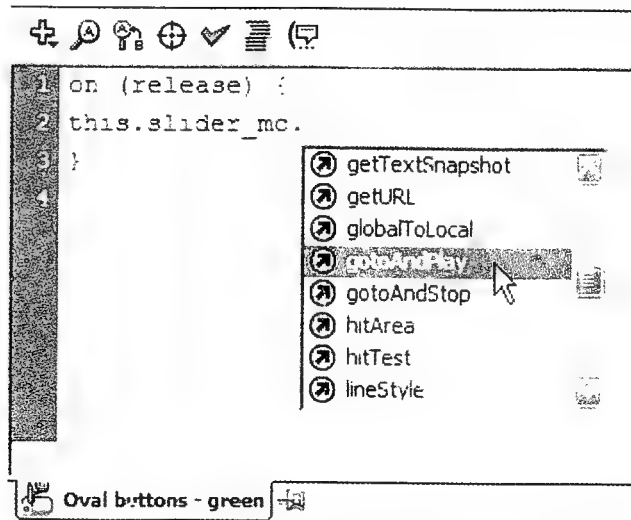 1 on (release) {
2 this.slider_mc.
3 }
4
getTextSnapshot
getURL
globalToLocal
gotoAndPlay
gotoAndStop
hitArea
hitTest
lineStyle
Oval buttons - green